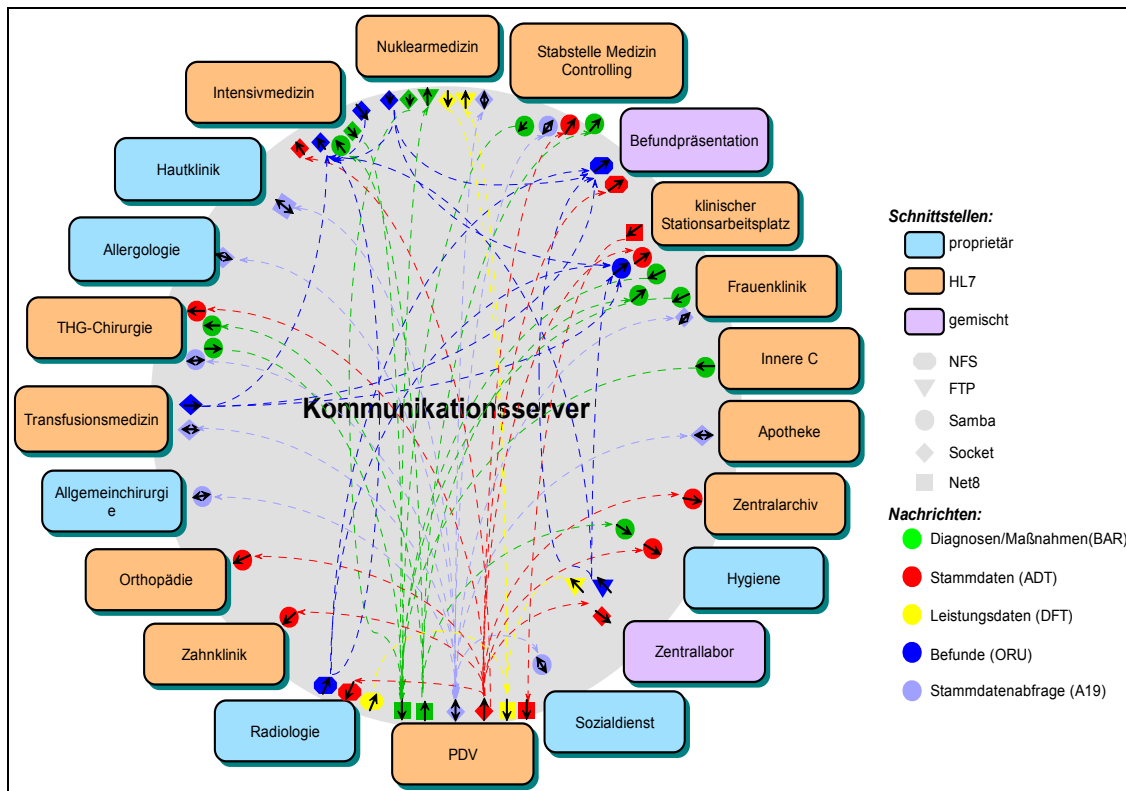 Nuklearmedizin
Stabstelle Medizin
Controlling
Intensivmedizin
Befundpräsentation
Hautklinik
klinischer
Stationsarbeitsplatz
Allergologie
Frauenklinik
THG-Chirurgie
Innere C
Transfusionsmedizin
Kommunikationsserver
Apotheke
Allgemeinchirurgi
e
Zentralarchiv
Orthopädie
Hygiene
Zahnklinik
Zentrallabor
Radiologie
PDV
Sozialdienst
Schnittstellen:
proprietär
HL7
gemischt
NFS
FTP
Samba
Socket
Net8
Nachrichten:
Diagnosen/Maßnahmen(BAR)
Stammdaten (ADT)
Leistungsdaten (DFT)
Befunde (ORU)
Stammdatenabfrage (A19)